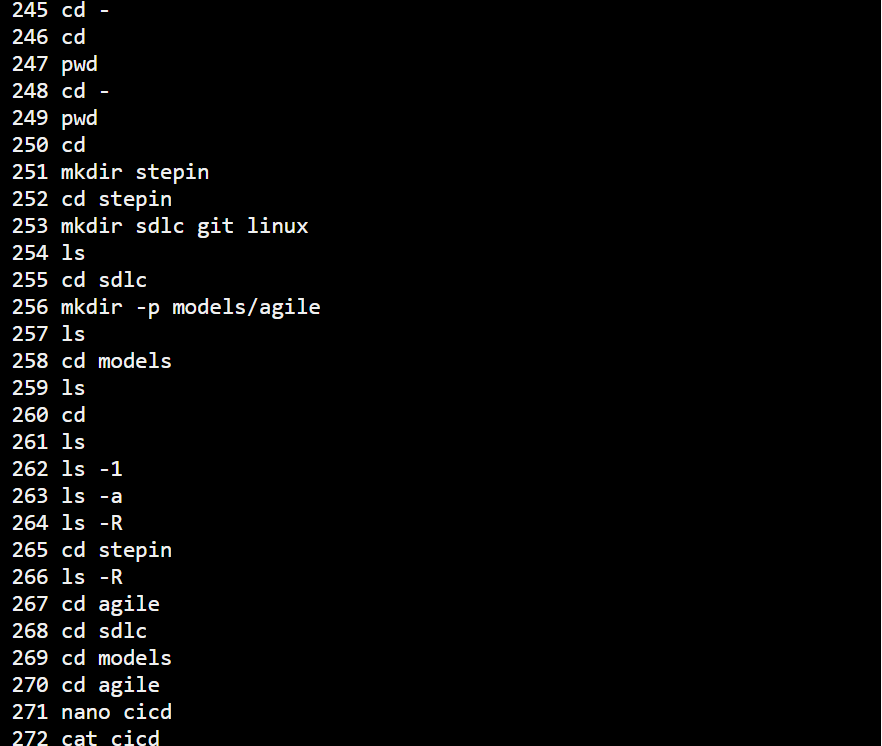 245 cd -
246 cd
247 pwd
248 cd -
249 pwd
250 cd
251 mkdir stepin
252 cd stepin
253 mkdir sdlc git linux
254 ls
255 cd sdlc
256 mkdir -p models/agile
257 ls
258 cd models
259 ls
260 cd
261 ls
262 ls -1
263 ls -a
264 ls -R
265 cd stepin
266 ls -R
267 cd agile
268 cd sdlc
269 cd models
270 cd agile
271 nano cicd
272 cat cicd